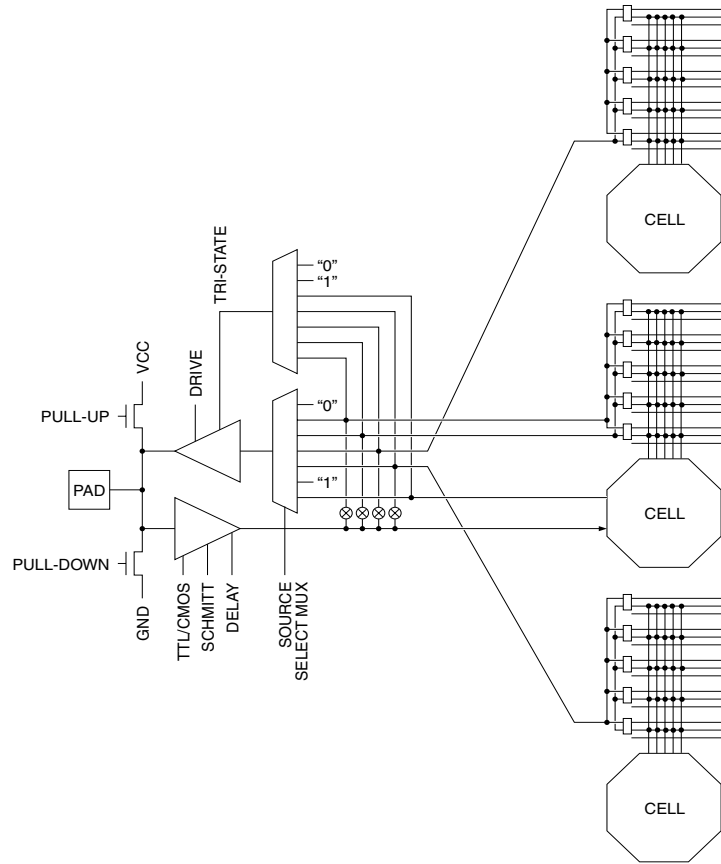 CELL
"0"
"1"
TRI-STATE
VCC
DRIVE
PULL-UP
"0"
PAD
"1"
CELL
PULL-DOWN
GND
TTL/CMOS
SCHMITT
DELAY
SOURCE
SELECT MUX
CELL